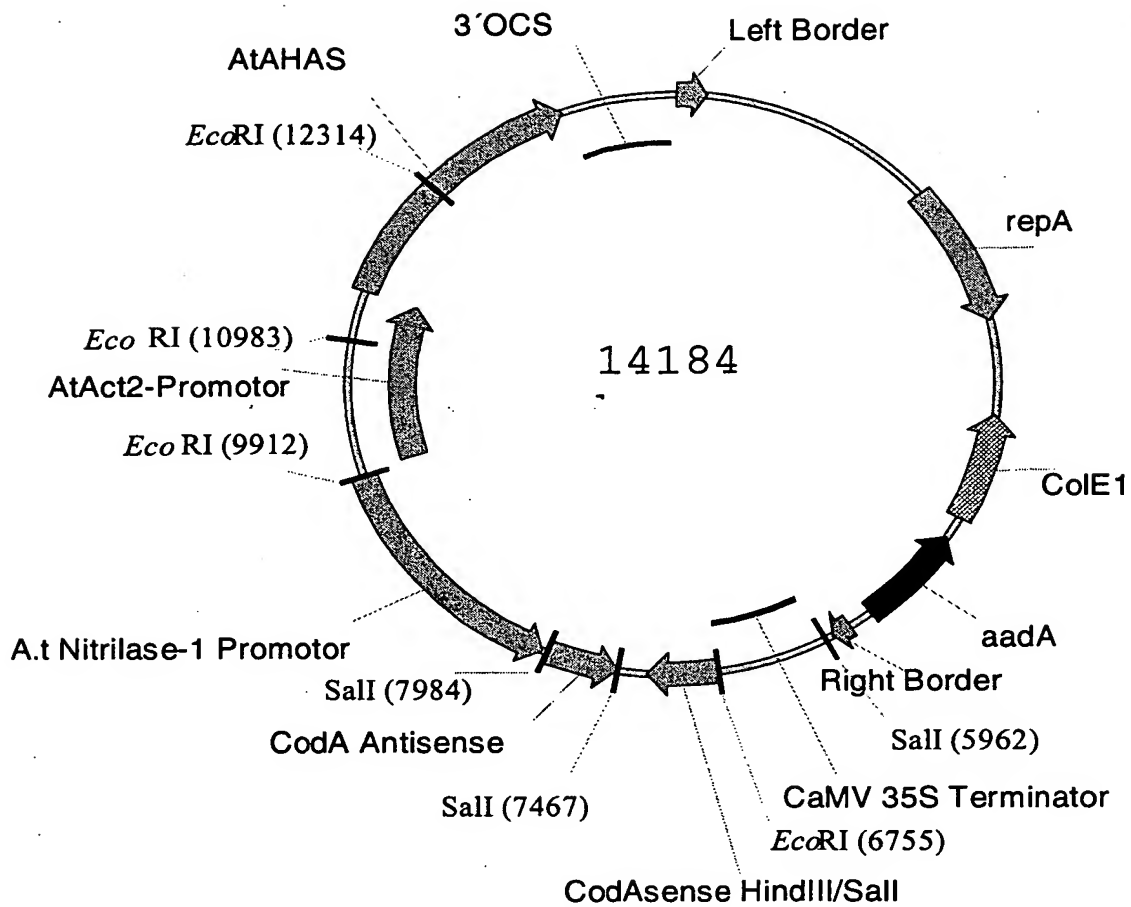 3´OCS
Left Border
AtAHAS
EcoRI (12314)
repA
Eco RI (10983)
14184
AtAct2-Promotor
Eco RI (9912)
ColE1
aadA
A.t Nitrilase-1 Promotor
Right Border
SalI (7984)
SalI (5962)
CodA Antisense
CaMV 35S Terminator
SalI (7467)
EcoRI (6755)
CodAsense HindIII/SalI